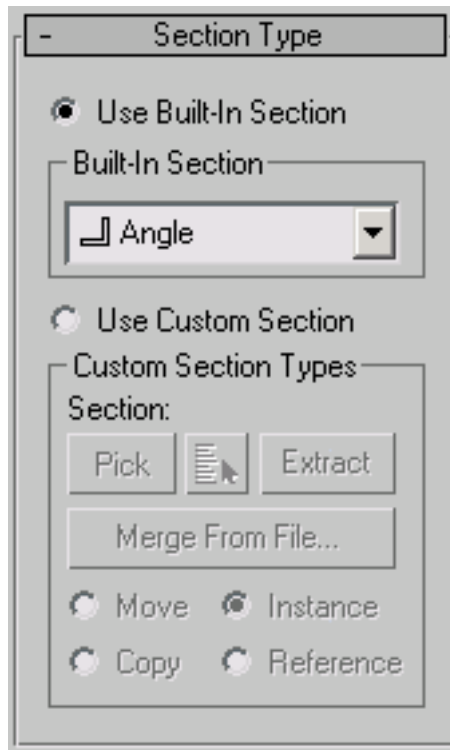 - Section Type
Use Built-In Section
Built-In Section
Angle
Use Custom Section
Custom Section Types
Section:
Pick Extract
Merge From File...
Move Instance
Copy Reference